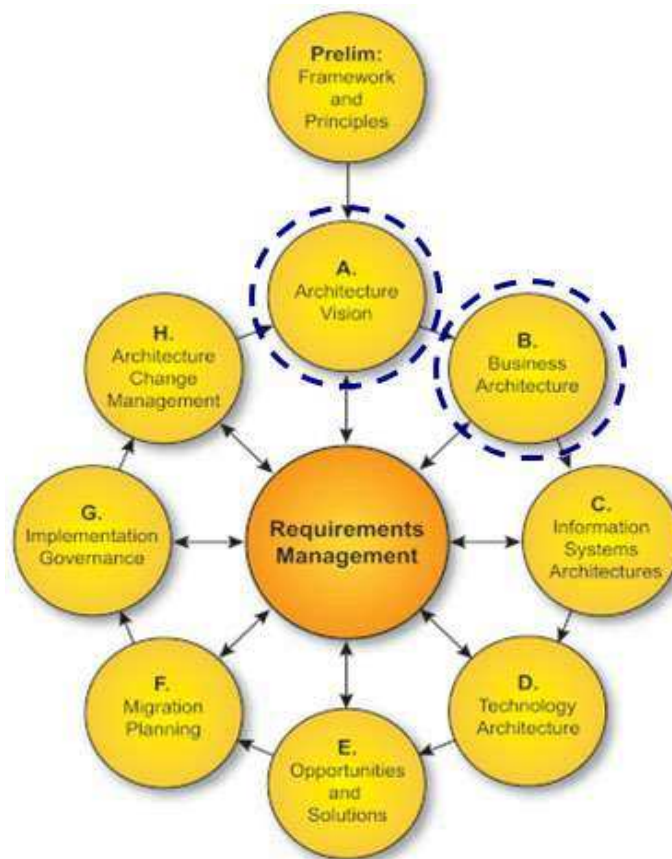 Prelim:
Framework
and
Principles
A.
Architecture
Vision
B.
Business
Architecture
C.
Information
Systems
Architectures
D.
Technology
Architecture
E.
Opportunities
and
Solutions
F.
Migration
Planning
G.
Implementation
Governance
H.
Architecture
Change
Management
Requirements
Management